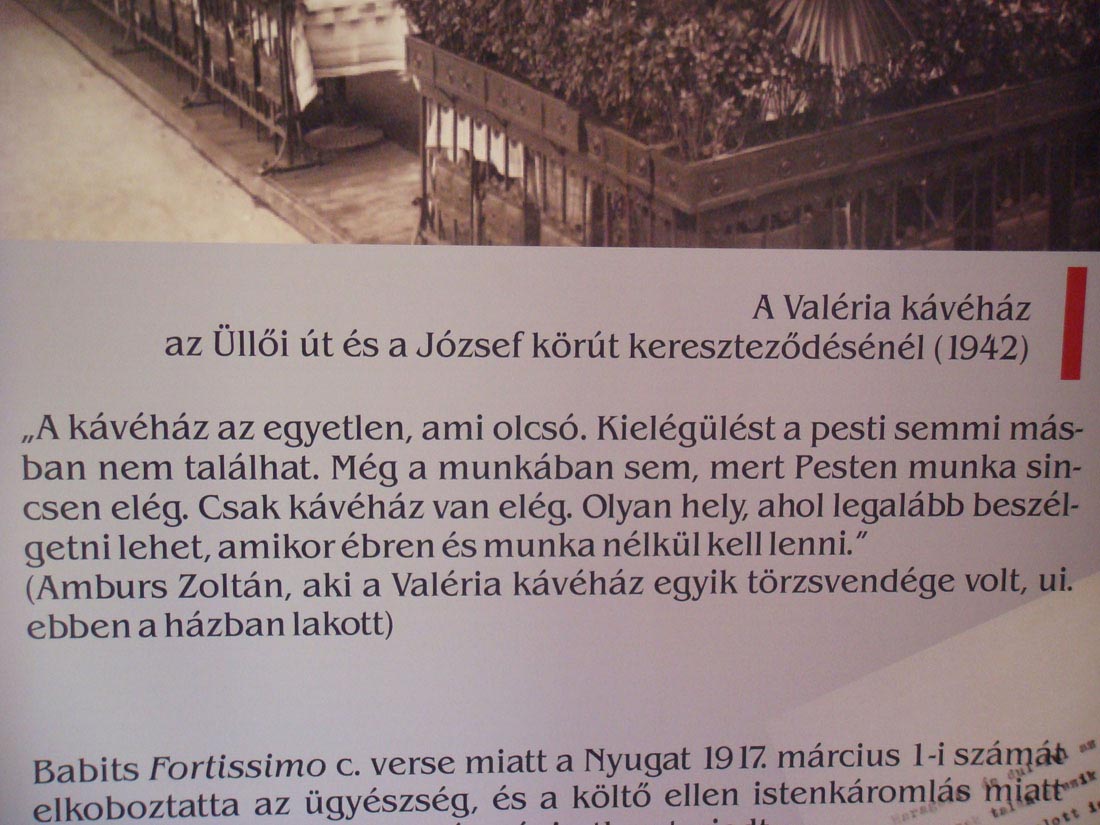 A Valéria kávéház
az Üllői út és a József körút kereszteződésénél (1942)
„A kávéház az egyetlen, ami olcsó. Kielégülést a pesti semmi más-
ban nem találhat. Még a munkában sem, mert Pesten munka sin-
csen elég. Csak kávéház van elég. Olyan hely, ahol legalább beszél-
getni lehet, amikor ébren és munka nélkül kell lenni.”
(Amburs Zoltán, aki a Valéria kávéház egyik törzsvendége volt, ui.
ebben a házban lakott)
Babits Fortissimo c. verse miatt a Nyugat 1917. március 1-i számát
elkoboztatta az ügyészség, és a költő ellen istenkáromlás miatt